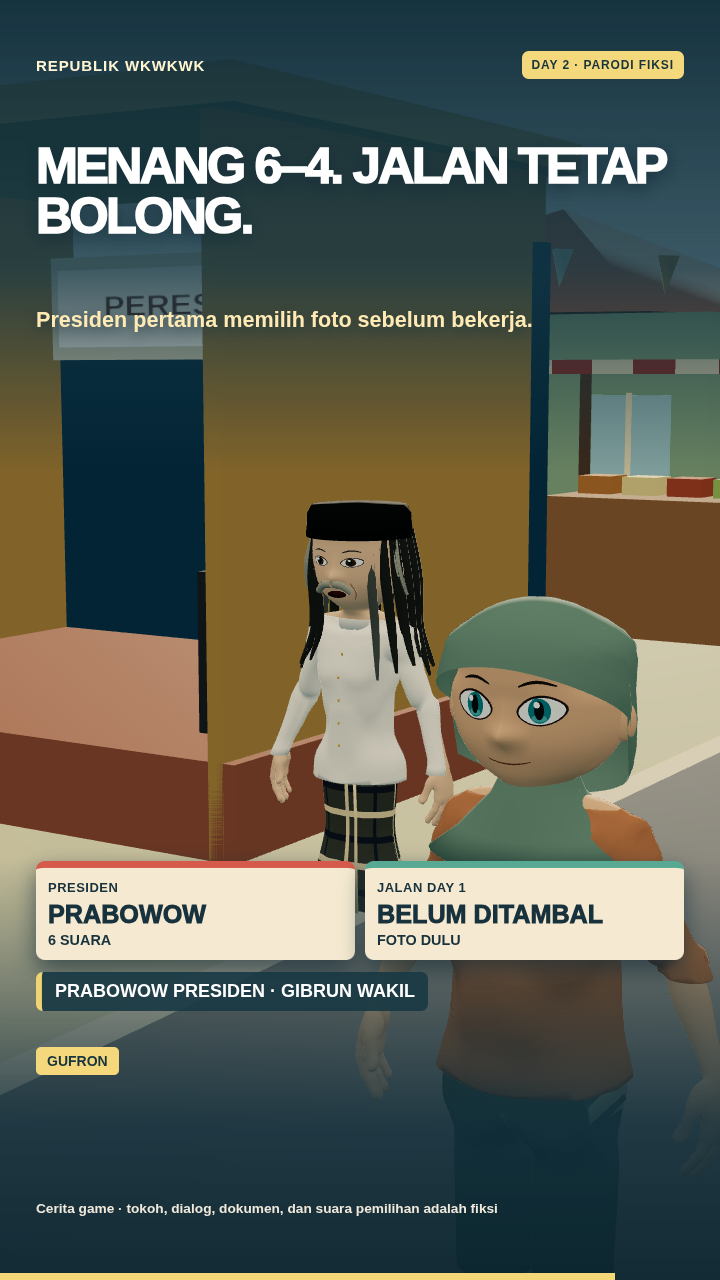 REPUBLIK WKWKWK
DAY 2 · PARODI FIKSI
MENANG 6–4. JALAN TETAP
BOLONG.
PERES
Presiden pertama memilih foto sebelum bekerja.
PRESIDEN
PRABOWOW
6 SUARA
JALAN DAY 1
BELUM DITAMBAL
FOTO DULU
PRABOWOW PRESIDEN · GIBRUN WAKIL
GUFRON
Cerita game · tokoh, dialog, dokumen, dan suara pemilihan adalah fiksi